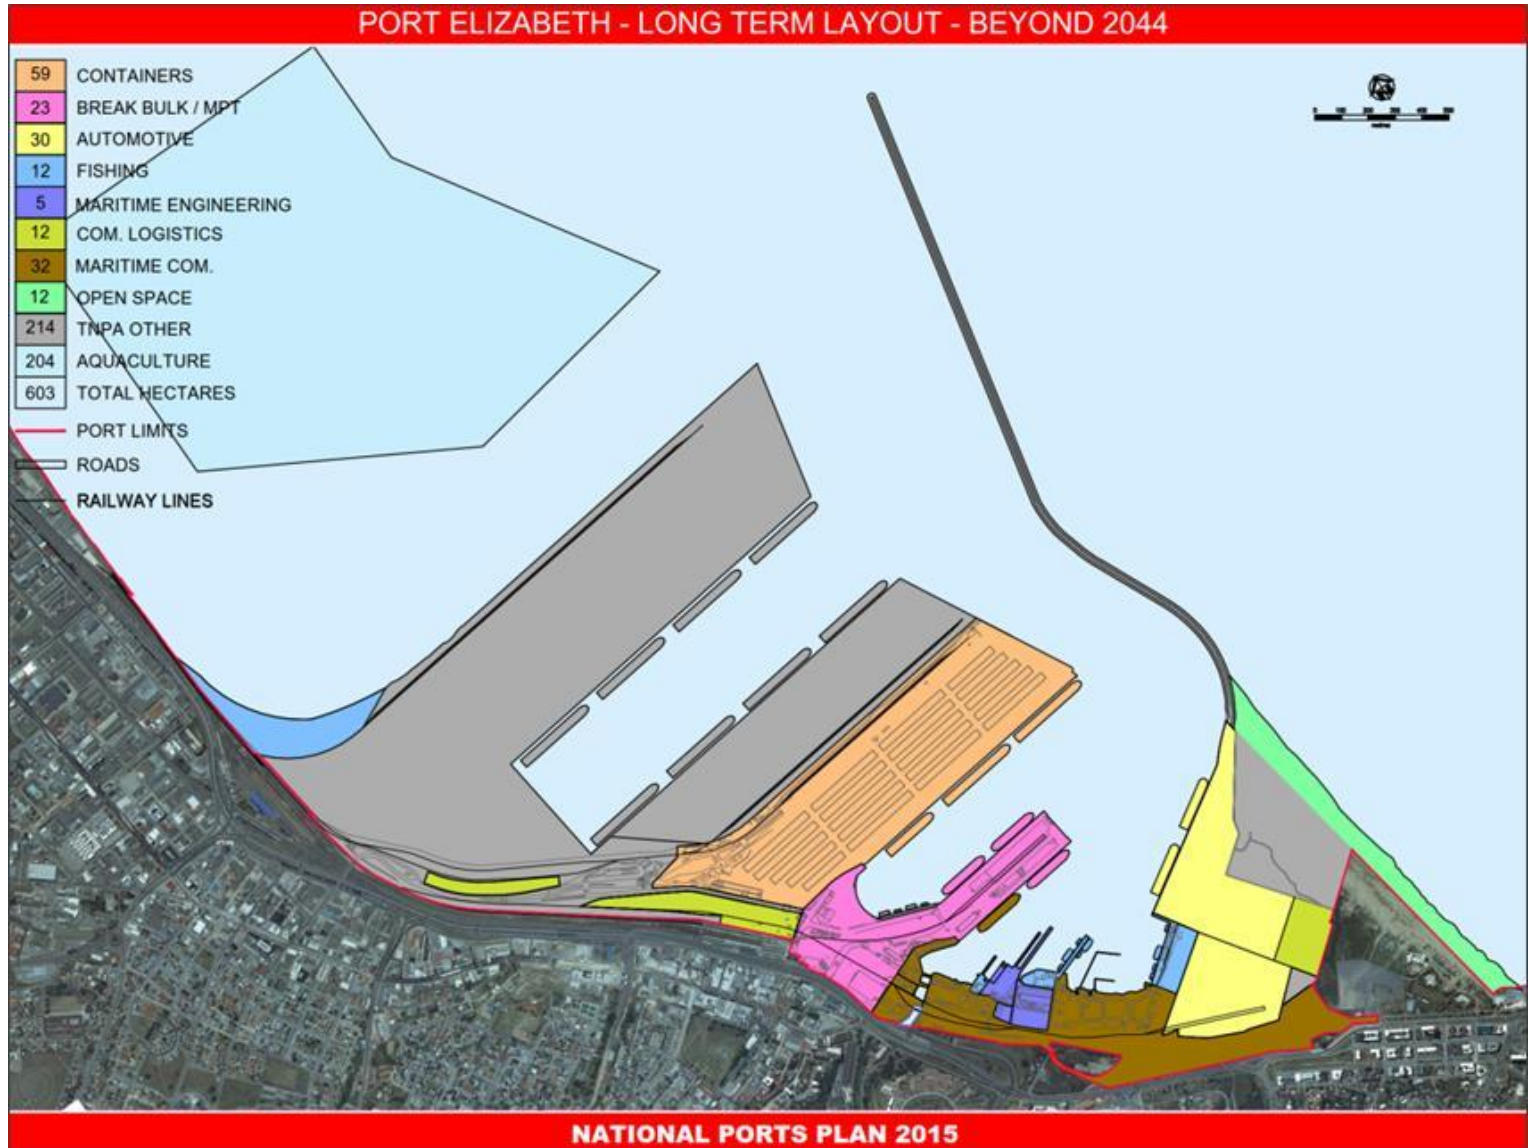 PORT ELIZABETH - LONG TERM LAYOUT - BEYOND 2044
59 CONTAINERS
23 BREAK BULK / MPT
30 AUTOMOTIVE
12 FISHING
5 MARITIME ENGINEERING
12 COM. LOGISTICS
32 MARITIME COM.
12 OPEN SPACE
214 TNPA OTHER
204 AQUACULTURE
603 TOTAL HECTARES
PORT LIMITS
ROADS
RAILWAY LINES
NATIONAL PORTS PLAN 2015